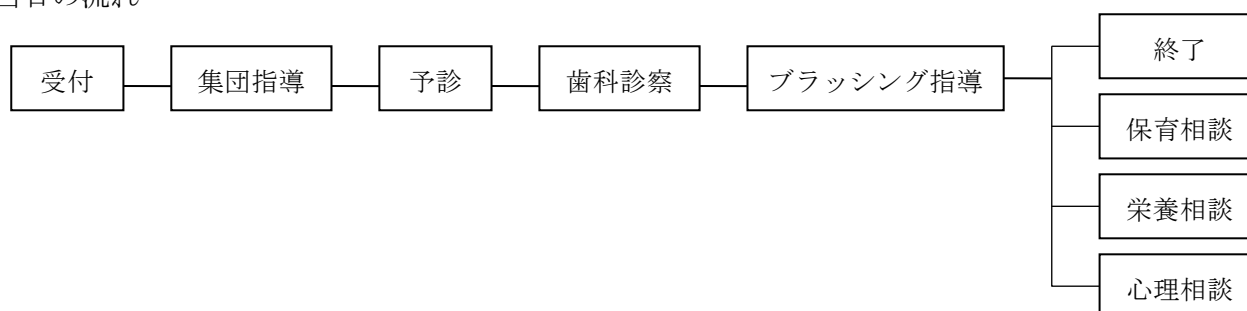 当日の流れ
受付
集団指導
予診
歯科診察
ブラッシング指導
終了
保育相談
栄養相談
心理相談